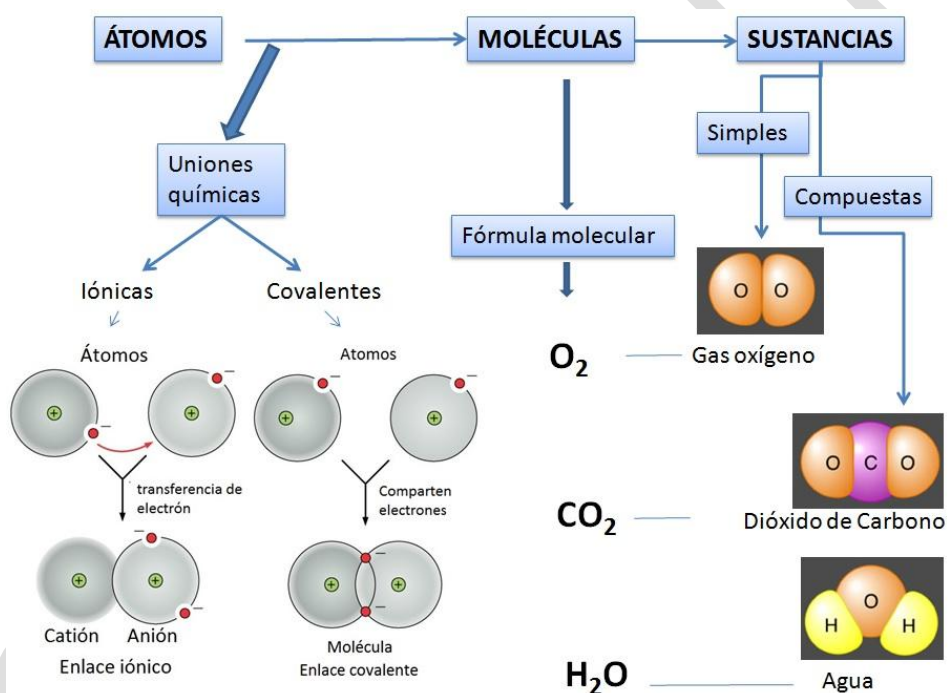 ÁTOMOS
MOLÉCULAS
SUSTANCIAS
Simples
Compuestas
Uniones
químicas
Fórmula molecular
Iónicas
Covalentes
Átomos
Atomos
transferencia de
electrón
Comparten
electrones
Catión
Anión
Enlace iónico
Molécula
Enlace covalente
O₂
O O
Gas oxígeno
CO₂
O C O
Dióxido de Carbono
H₂O
O
H H
Agua